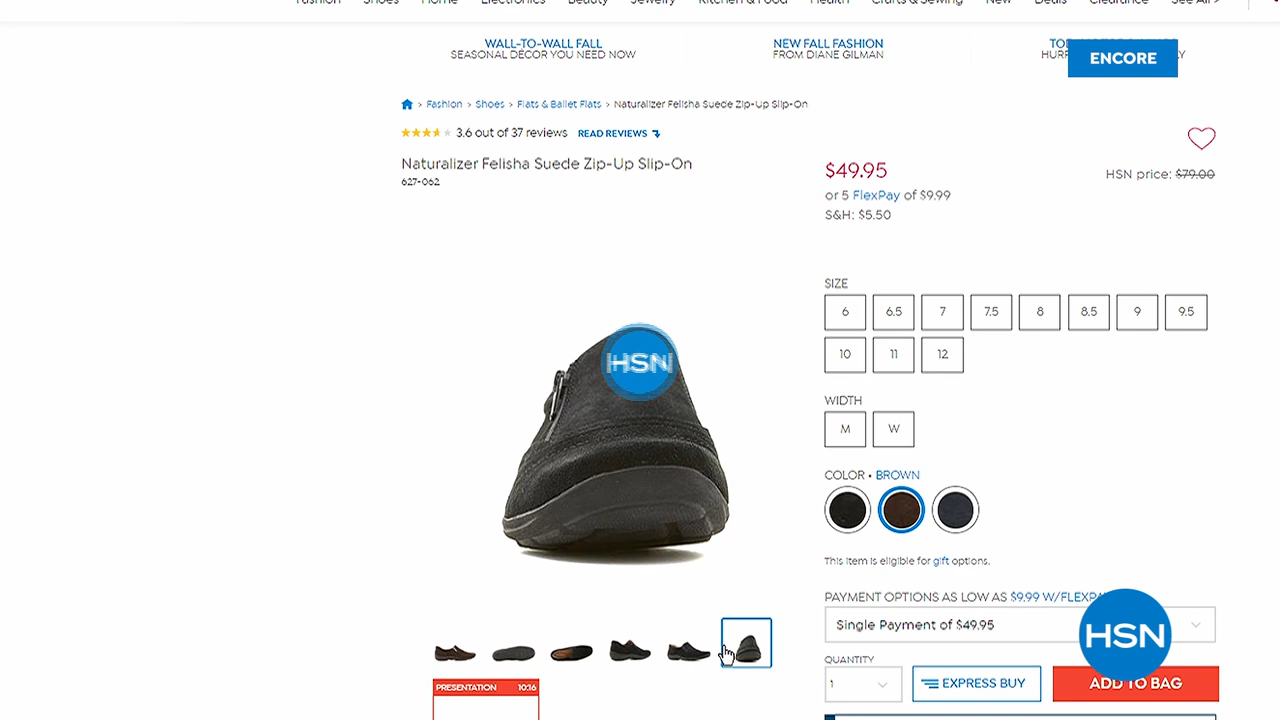 Fashion Shoes Home Electronics Beauty Jewelry Kitchen & Food Health Crafts & Sewing New Deals Clearance See All >
WALL-TO-WALL FALL
SEASONAL DÉCOR YOU NEED NOW
NEW FALL FASHION
FROM DIANE GILMAN
ENCORE
> Fashion > Shoes > Flats & Ballet Flats > Naturalizer Felisha Suede Zip-Up Slip-On
3.6 out of 37 reviews READ REVIEWS
Naturalizer Felisha Suede Zip-Up Slip-On
627-062
$49.95
HSN price: $79.00
or 5 FlexPay of $9.99
S&H: $5.50
SIZE
6 6.5 7 7.5 8 8.5 9 9.5
10 11 12
HSN
WIDTH
M W
COLOR • BROWN
This item is eligible for gift options.
PAYMENT OPTIONS AS LOW AS $9.99 W/FLEXPA
Single Payment of $49.95
HSN
QUANTITY
1
EXPRESS BUY
ADD TO BAG
PRESENTATION 10:16